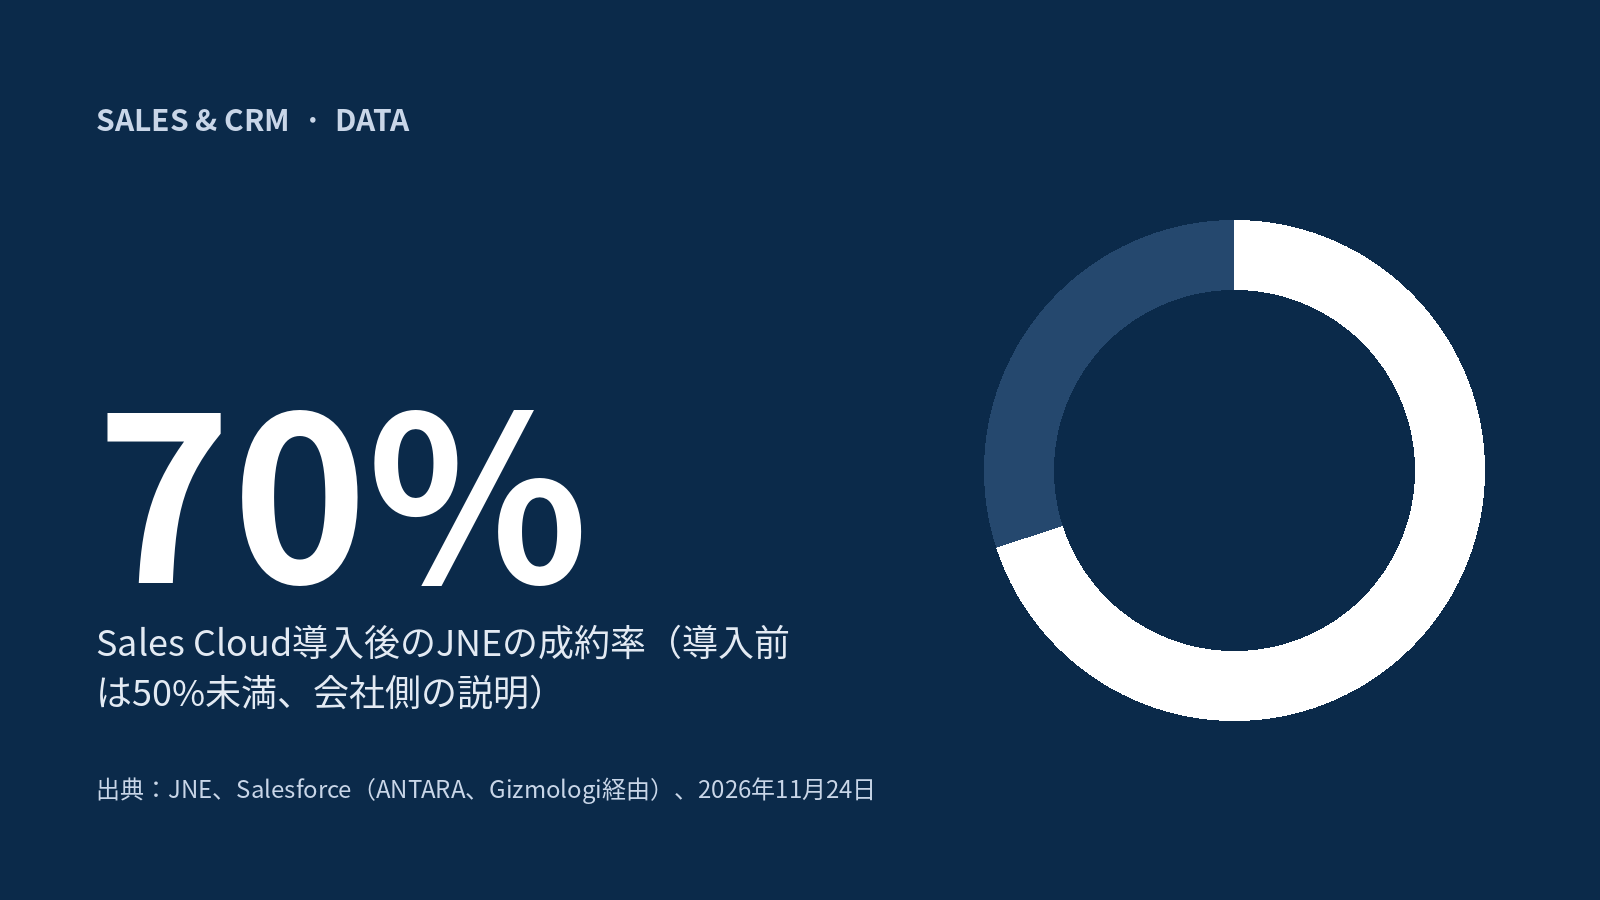 SALES & CRM · DATA
70%
Sales Cloud導入後のJNEの成約率（導入前
は50%未満、会社側の説明）
出典：JNE、Salesforce（ANTARA、Gizmologi経由）、2026年11月24日